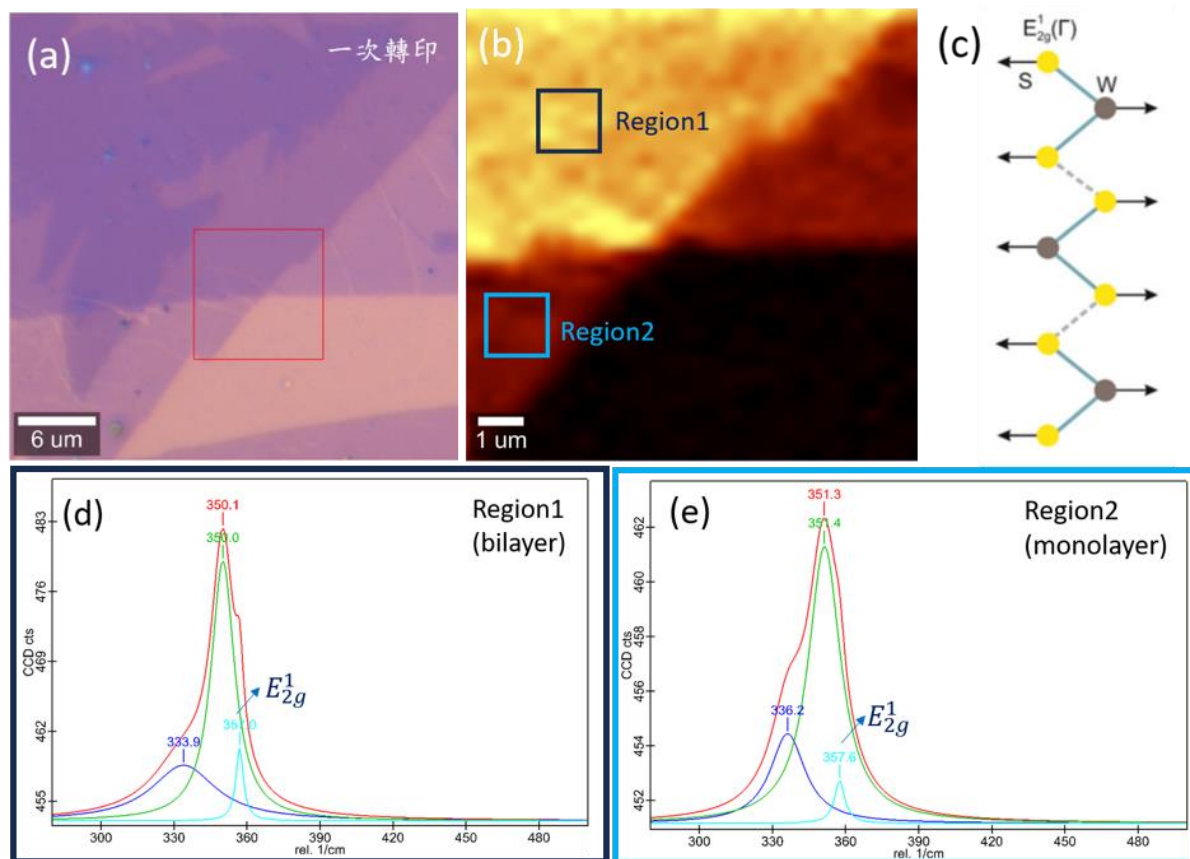 (a)
一次轉印
6 um
(b)
Region1
Region2
1 um
(c)
E¹₂g(Γ)
S
W
(d)
Region1
(bilayer)
350.1
350.0
333.9
E¹₂g
CCD cts
483
476
469
462
455
300
330
360
390
420
450
480
rel. 1/cm
(e)
Region2
(monolayer)
351.3
351.4
336.2
357.6
E¹₂g
CCD cts
462
460
458
456
454
452
300
330
360
390
420
450
480
rel. 1/cm